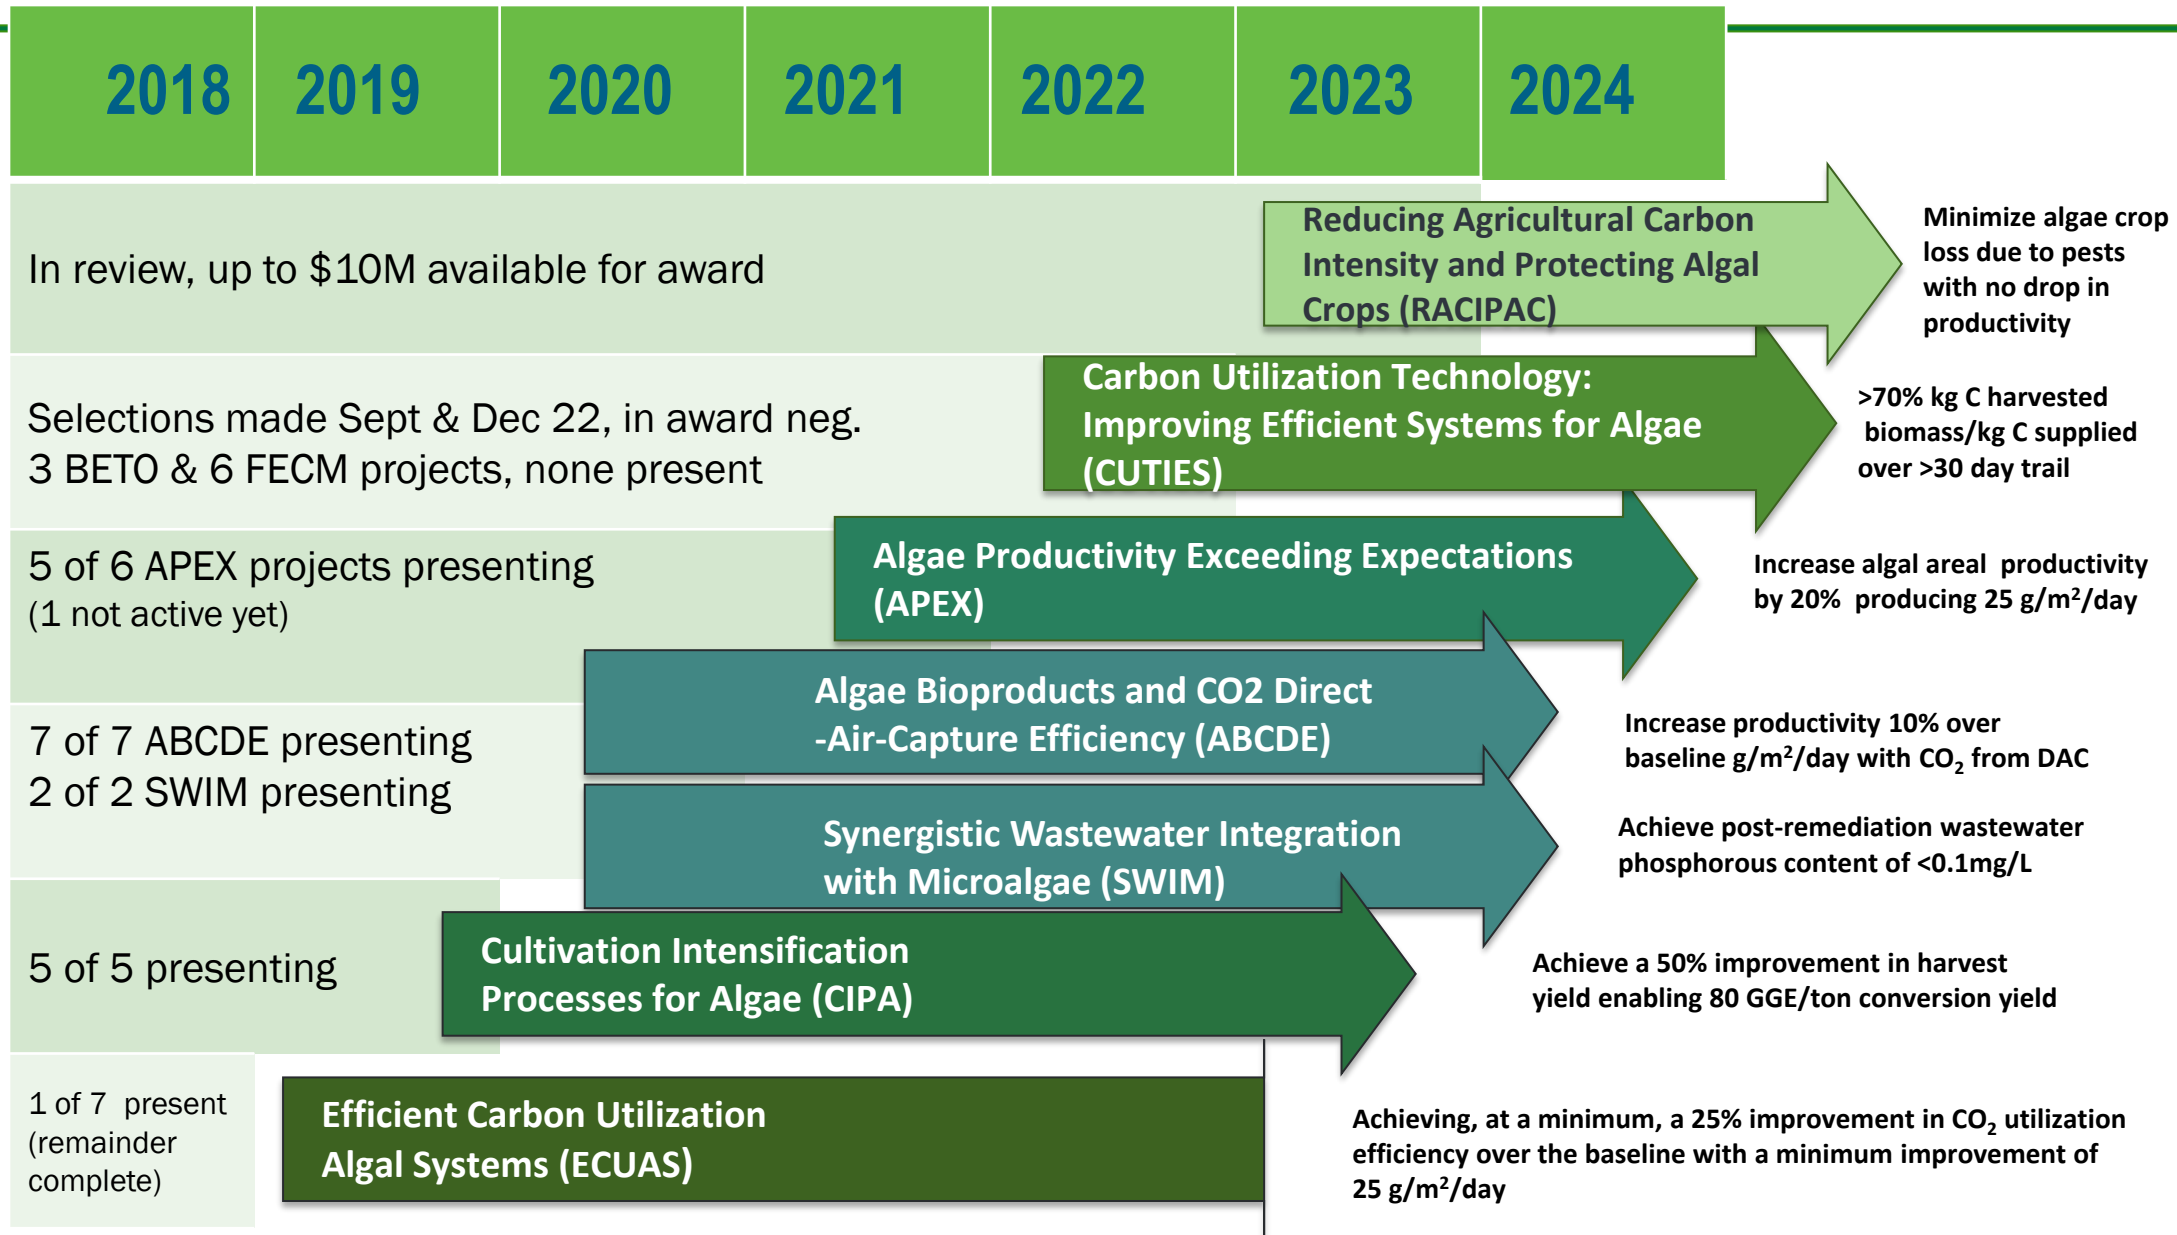 2018 2019 2020 2021 2022 2023 2024
In review, up to $10M available for award
Reducing Agricultural Carbon
Intensity and Protecting Algal
Crops (RACIPAC)
Minimize algae crop
loss due to pests
with no drop in
productivity
Selections made Sept & Dec 22, in award neg.
3 BETO & 6 FECM projects, none present
Carbon Utilization Technology:
Improving Efficient Systems for Algae
(CUTIES)
>70% kg C harvested
biomass/kg C supplied
over >30 day trail
5 of 6 APEX projects presenting
(1 not active yet)
Algae Productivity Exceeding Expectations
(APEX)
Increase algal areal productivity
by 20% producing 25 g/m²/day
7 of 7 ABCDE presenting
2 of 2 SWIM presenting
Algae Bioproducts and CO2 Direct
-Air-Capture Efficiency (ABCDE)
Increase productivity 10% over
baseline g/m²/day with CO₂ from DAC
Synergistic Wastewater Integration
with Microalgae (SWIM)
Achieve post-remediation wastewater
phosphorous content of <0.1mg/L
5 of 5 presenting
Cultivation Intensification
Processes for Algae (CIPA)
Achieve a 50% improvement in harvest
yield enabling 80 GGE/ton conversion yield
1 of 7 present
(remainder
complete)
Efficient Carbon Utilization
Algal Systems (ECUAS)
Achieving, at a minimum, a 25% improvement in CO₂ utilization
efficiency over the baseline with a minimum improvement of
25 g/m²/day